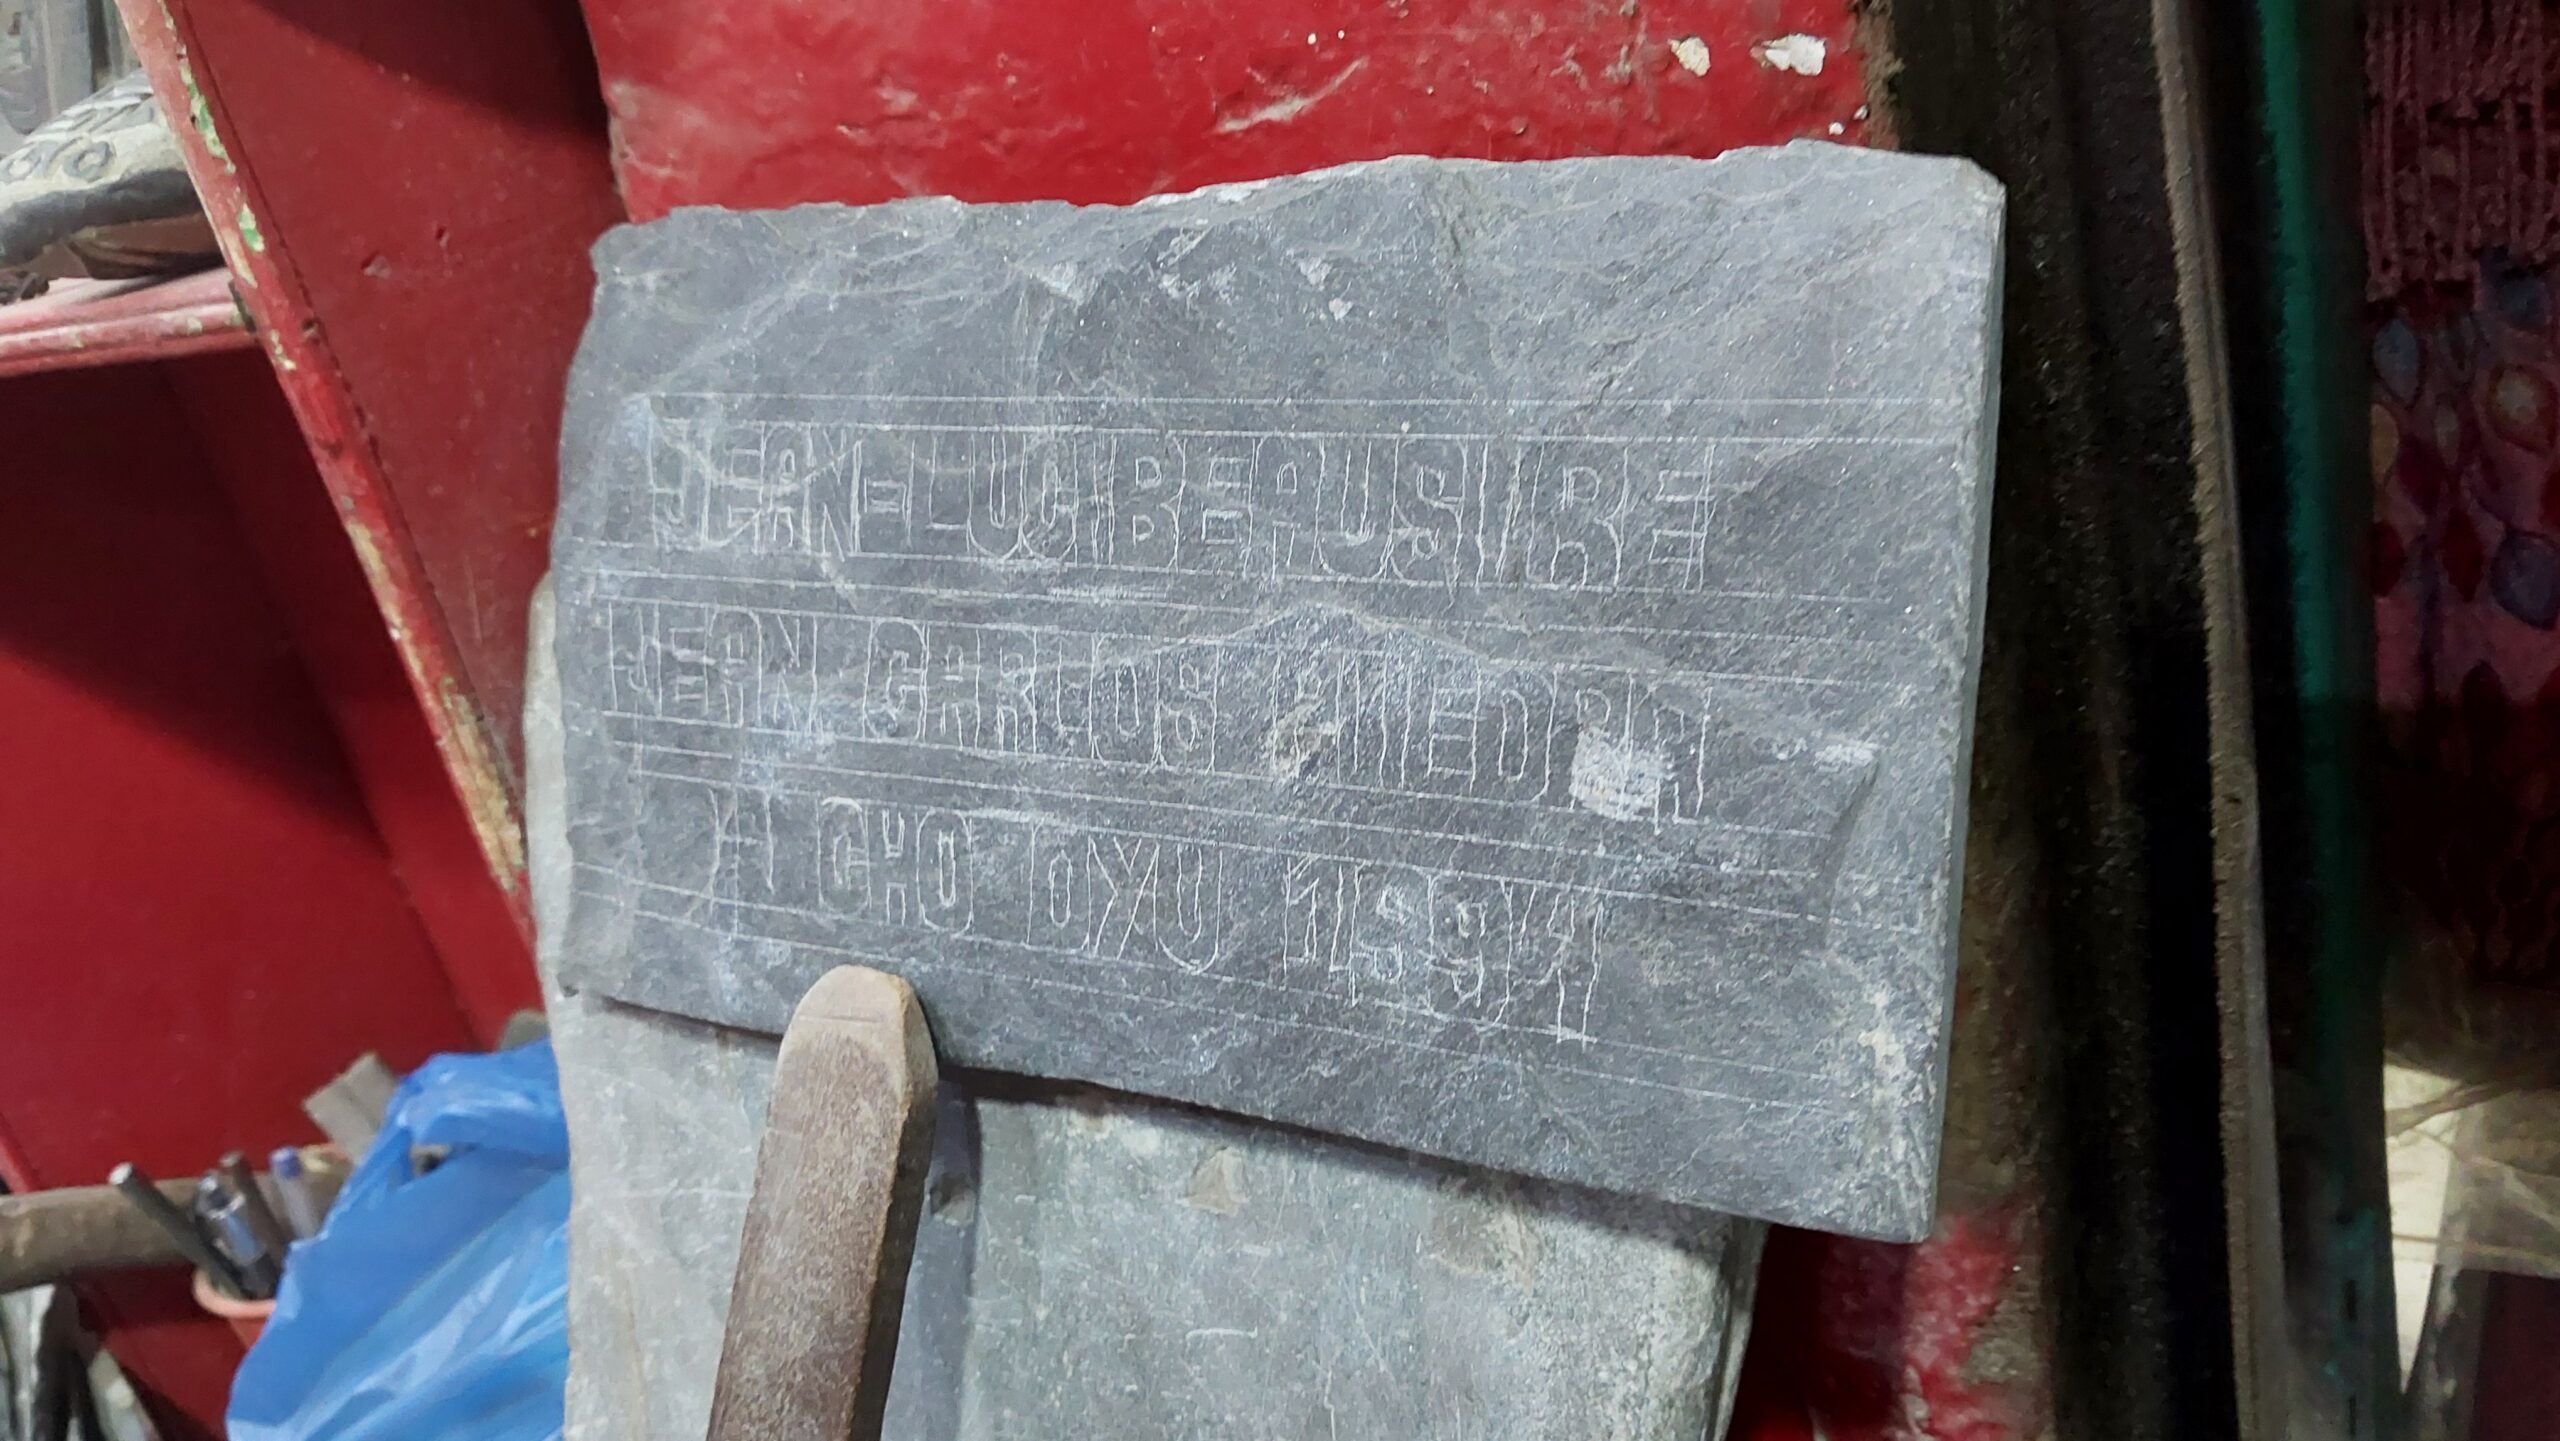 JEAN-LUC BEAUSIRE
JEAN CARLOS PIEDRA
CHO OYU 1994